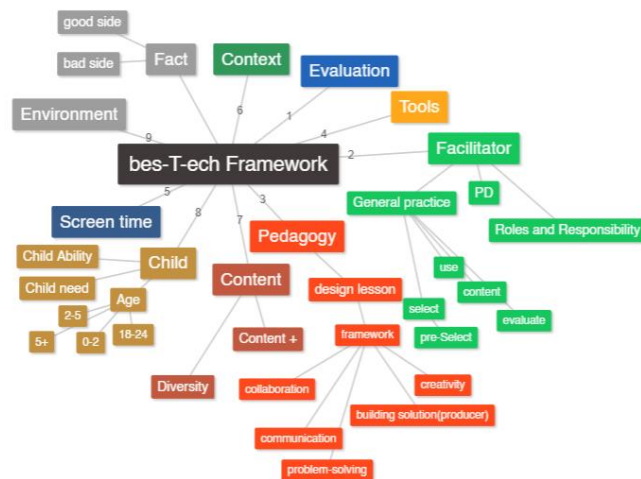 good side
bad side
Fact
Context
Evaluation
Tools
Environment
9
6
1
4
bes-T-ech Framework
2
Facilitator
5
8
7
3
PD
General practice
Roles and Responsibility
Screen time
Pedagogy
Child Ability
Child
Child need
Content
use
content
design lesson
Age
2-5
select
evaluate
5+
0-2
18-24
Content +
framework
pre-Select
Diversity
collaboration
creativity
building solution(producer)
communication
problem-solving